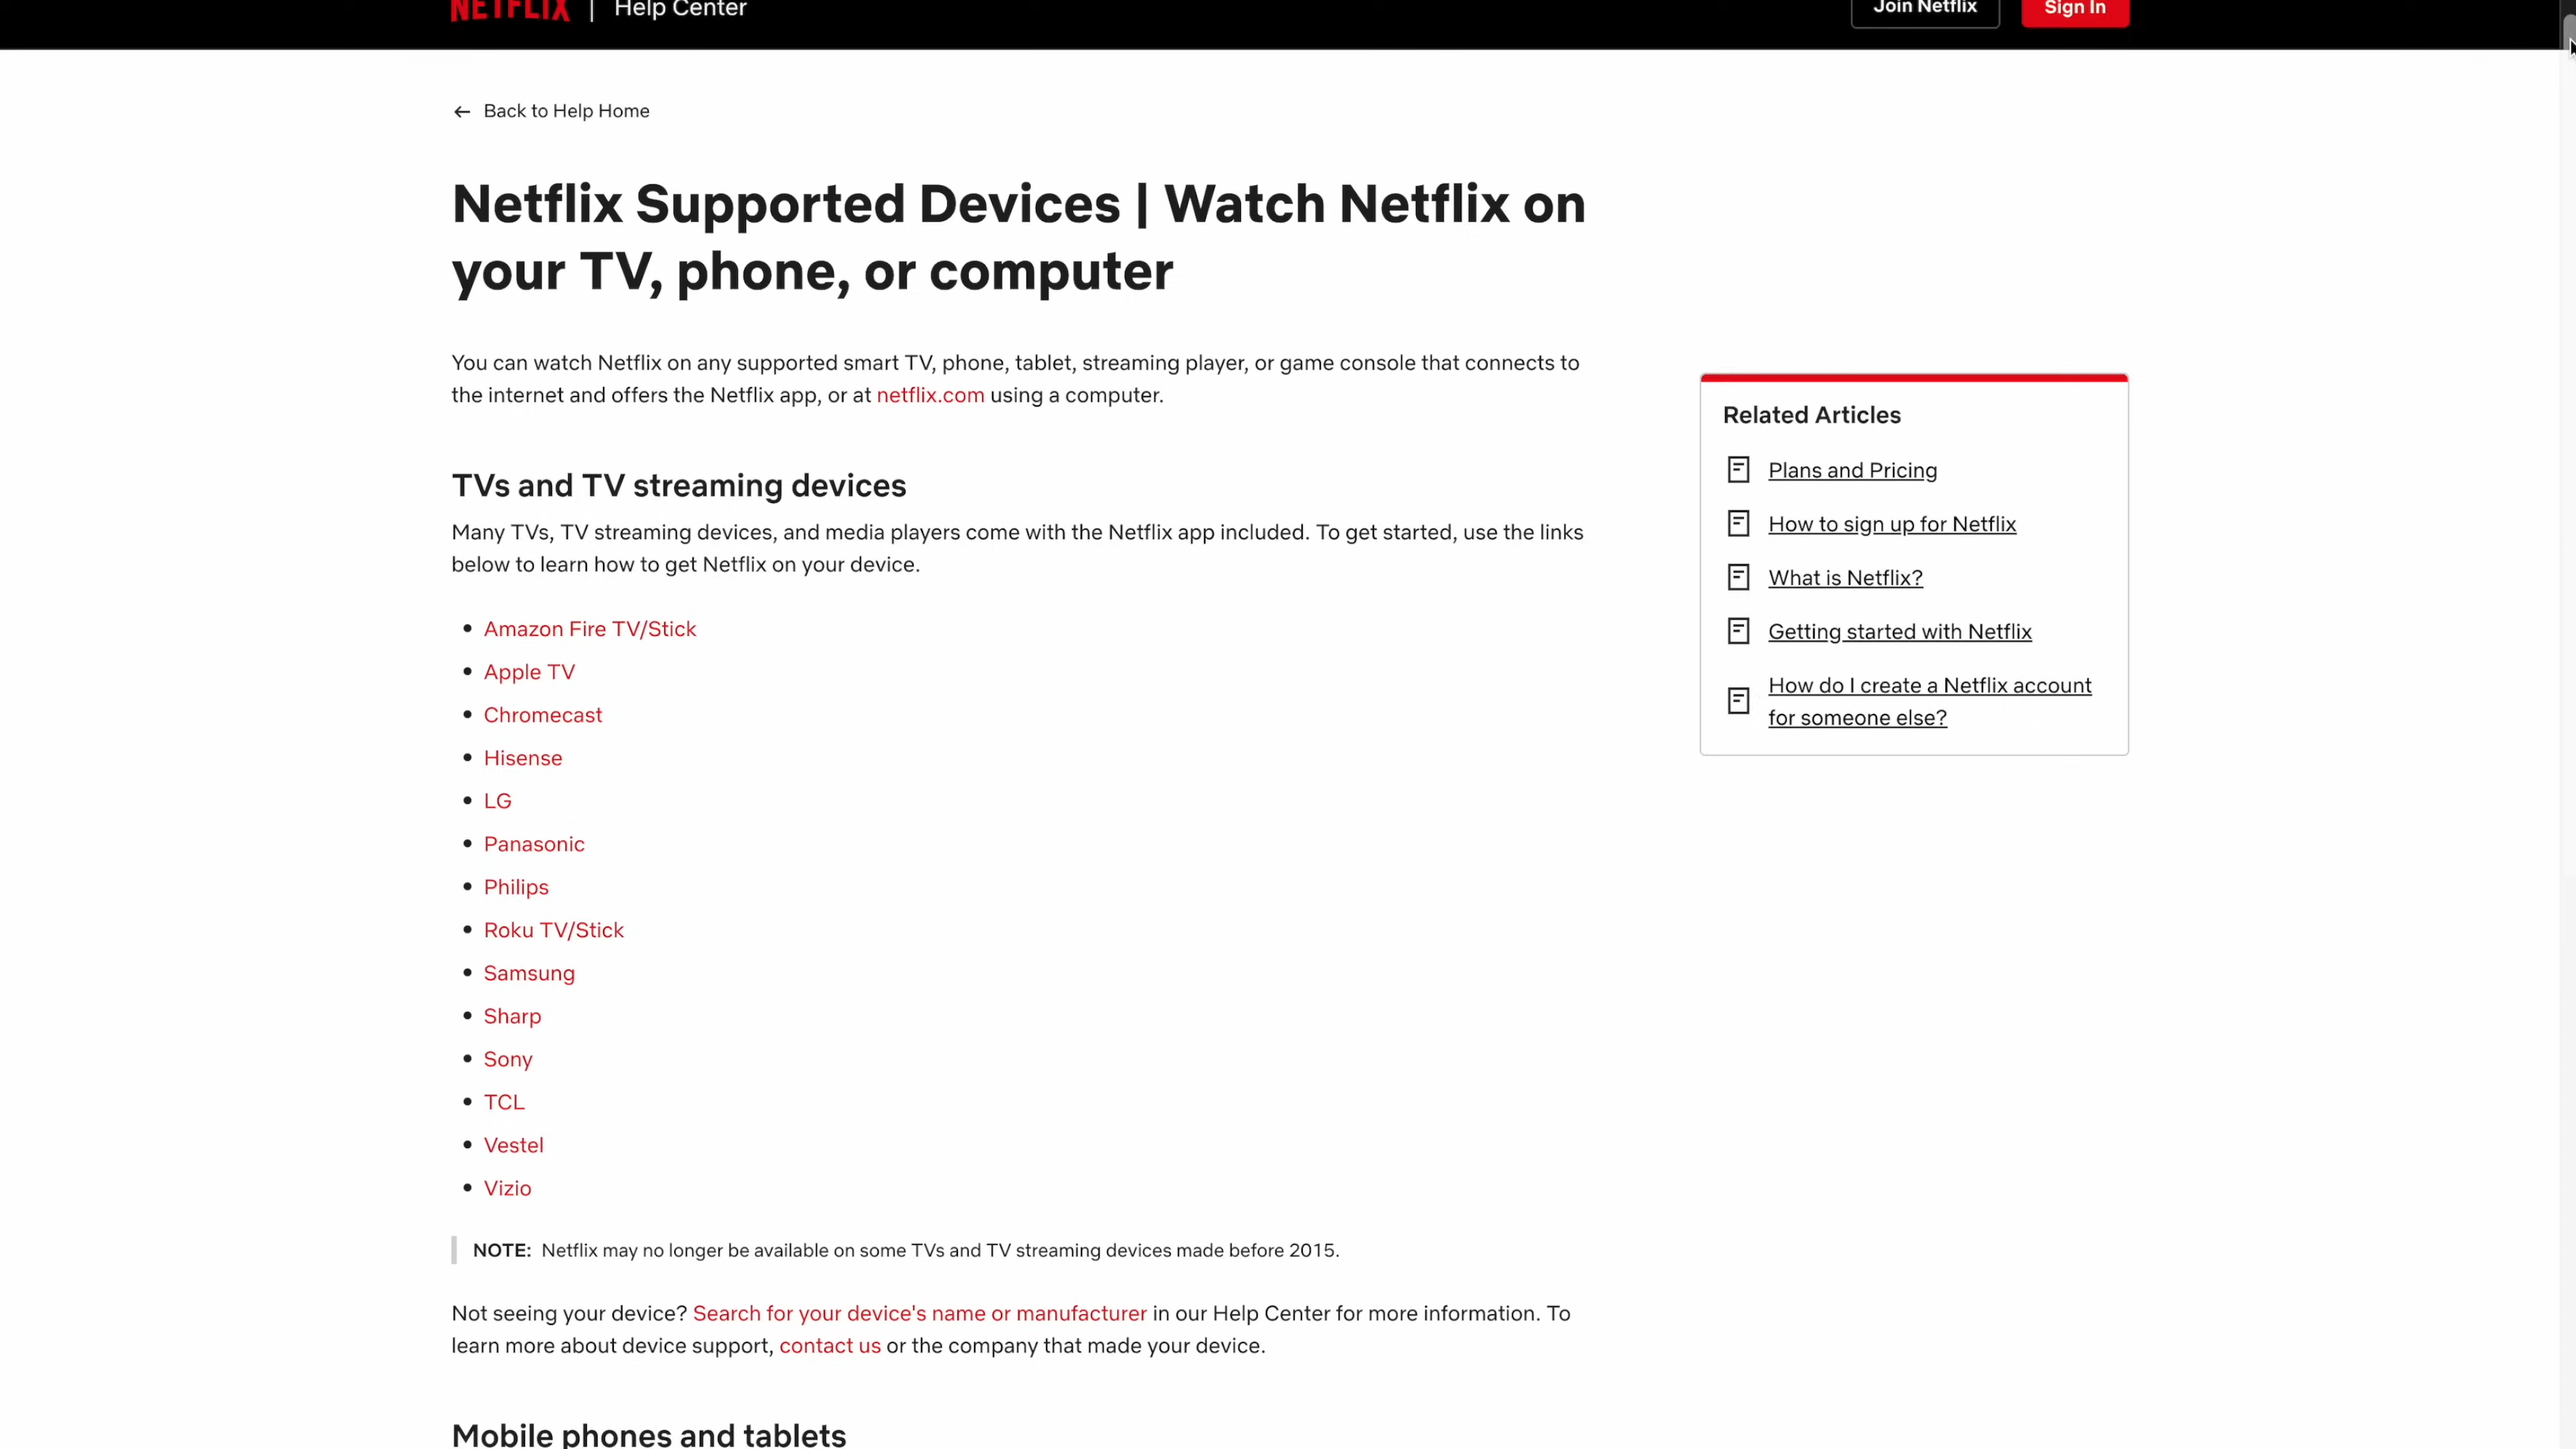 NETFLIX | Help Center
Join Netflix
Sign In
Back to Help Home
Netflix Supported Devices | Watch Netflix on
your TV, phone, or computer
You can watch Netflix on any supported smart TV, phone, tablet, streaming player, or game console that connects to
the internet and offers the Netflix app, or at netflix.com using a computer.
TVs and TV streaming devices
Many TVs, TV streaming devices, and media players come with the Netflix app included. To get started, use the links
below to learn how to get Netflix on your device.
Amazon Fire TV/Stick
Apple TV
Chromecast
Hisense
LG
Panasonic
Philips
Roku TV/Stick
Samsung
Sharp
Sony
TCL
Vestel
Vizio
NOTE: Netflix may no longer be available on some TVs and TV streaming devices made before 2015.
Not seeing your device? Search for your device's name or manufacturer in our Help Center for more information. To
learn more about device support, contact us or the company that made your device.
Mobile phones and tablets
Related Articles
Plans and Pricing
How to sign up for Netflix
What is Netflix?
Getting started with Netflix
How do I create a Netflix account
for someone else?